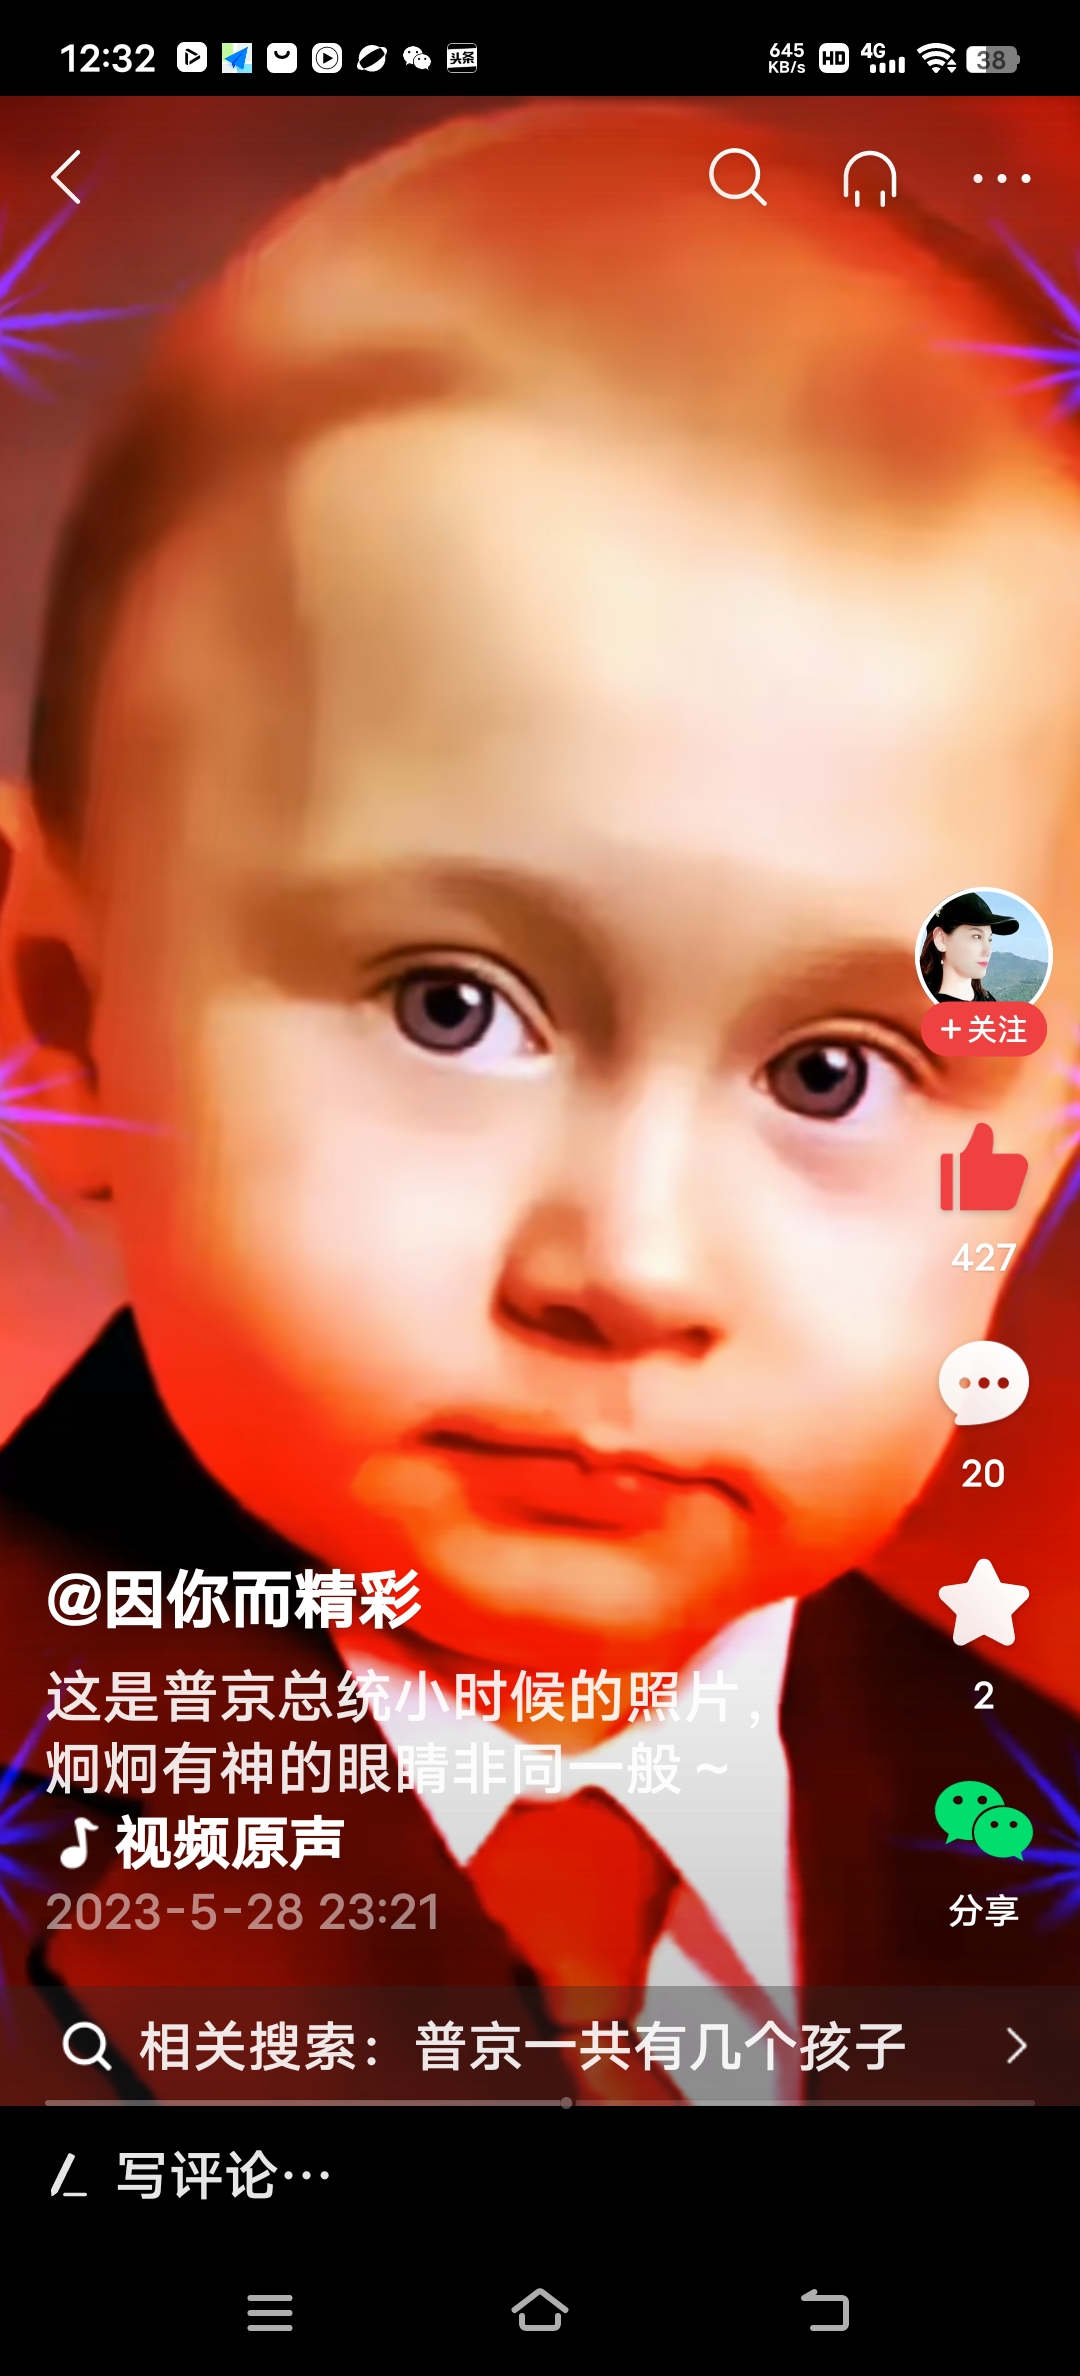 12:32
头条
645
KB/s
HD
4G
38
+关注
427
20
2
分享
@因你而精彩
这是普京总统小时候的照片，
炯炯有神的眼睛非同一般～
视频原声
2023-5-28 23:21
相关搜索：普京一共有几个孩子
写评论…